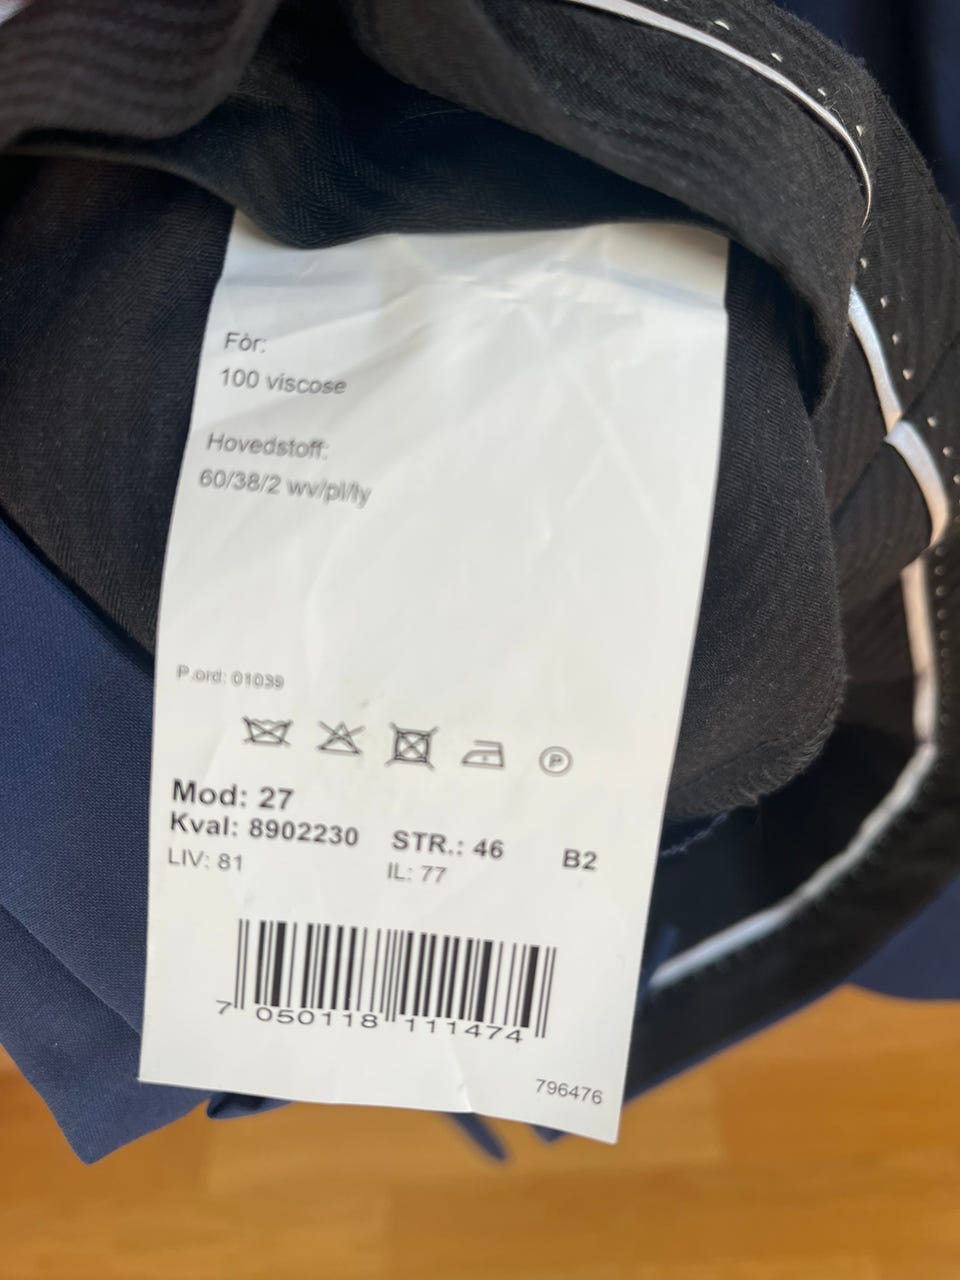 Fòr:
100 viscose
Hovedstoff:
60/38/2 wv/pl/ly
P.ord: 01039
P
Mod: 27
Kval: 8902230 STR.: 46 B2
LIV: 81 IL: 77
7 050118 111474
796476